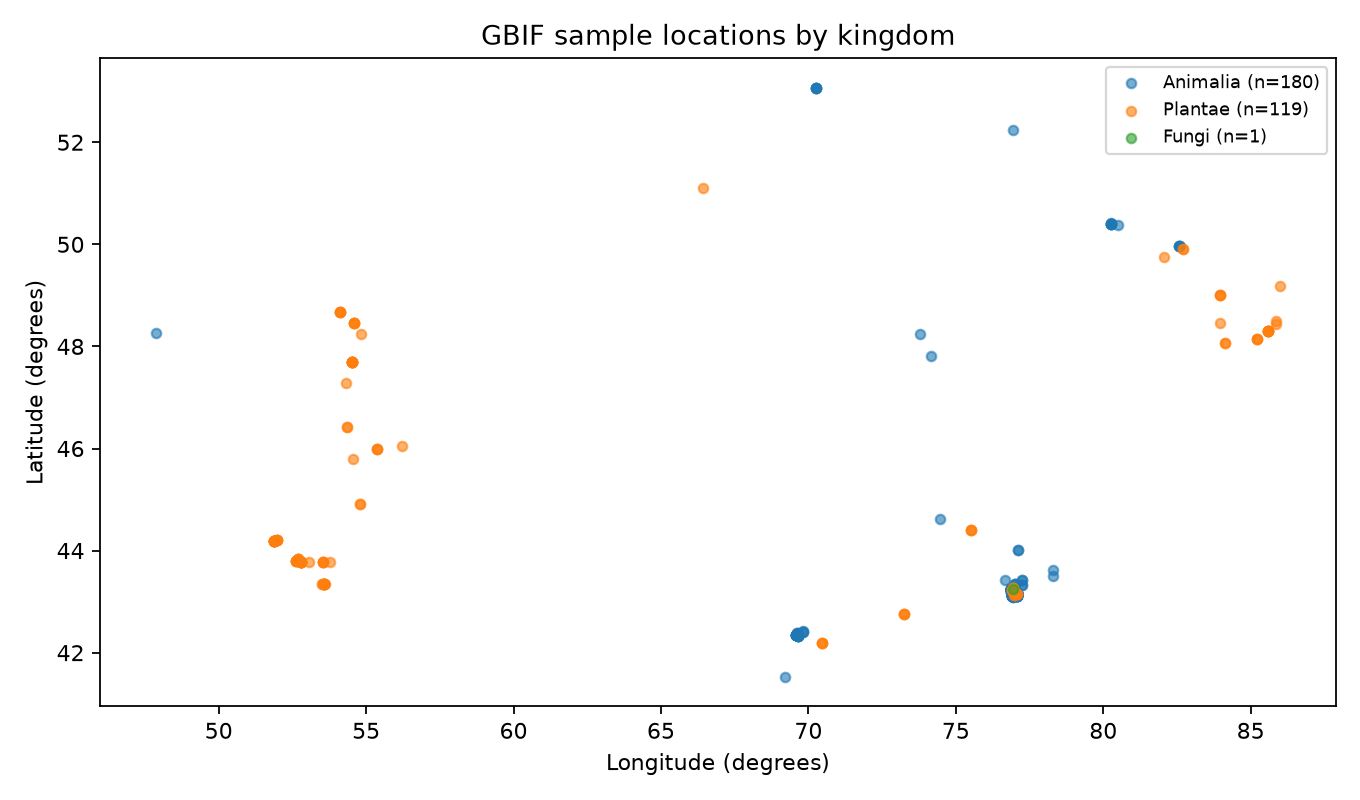 GBIF sample locations by kingdom
Animalia (n=180)
Plantae (n=119)
Fungi (n=1)
Latitude (degrees)
52
50
48
46
44
42
50 55 60 65 70 75 80 85
Longitude (degrees)